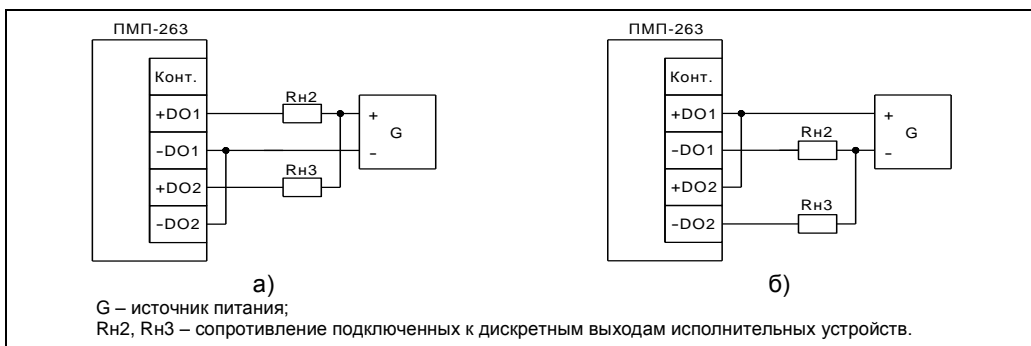 ПМП-263
Конт.
+DO1
-DO1
+DO2
-DO2
Rн2
Rн3
+
-
G
а)
ПМП-263
Конт.
+DO1
-DO1
+DO2
-DO2
Rн2
Rн3
+
-
G
б)
G – источник питания;
Rн2, Rн3 – сопротивление подключенных к дискретным выходам исполнительных устройств.